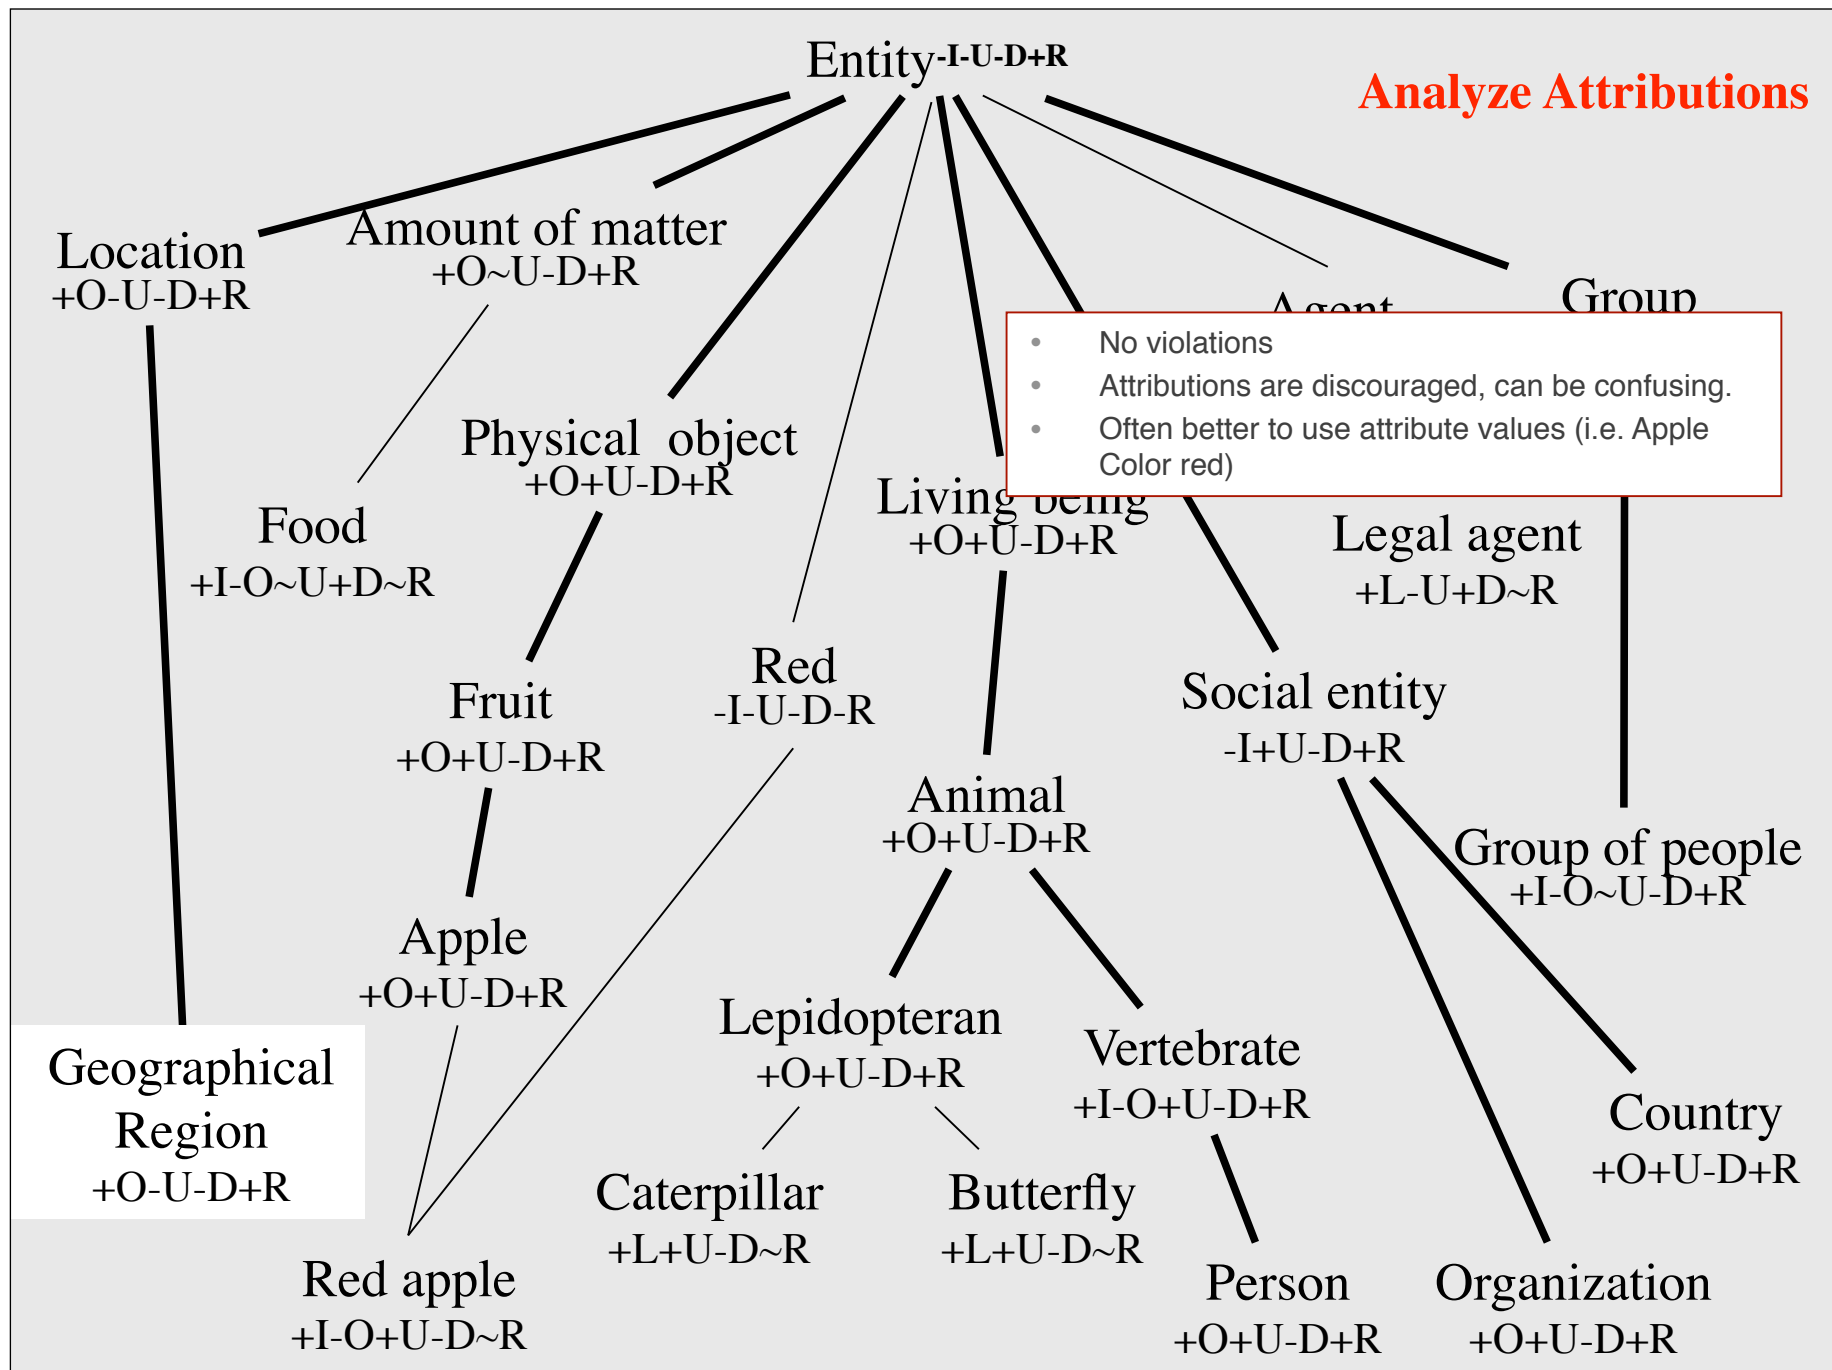 Entity-I-U-D+R
Analyze Attributions
Location
+O-U-D+R
Amount of matter
+O~U-D+R
Agent
Group
• No violations
• Attributions are discouraged, can be confusing.
• Often better to use attribute values (i.e. Apple
Color red)
Physical object
+O+U-D+R
Living being
+O+U-D+R
Food
+I-O~U+D~R
Legal agent
+L-U+D~R
Fruit
+O+U-D+R
Red
-I-U-D-R
Social entity
-I+U-D+R
Animal
+O+U-D+R
Group of people
+I-O~U-D+R
Apple
+O+U-D+R
Lepidopteran
+O+U-D+R
Vertebrate
+I-O+U-D+R
Geographical
Region
+O-U-D+R
Country
+O+U-D+R
Caterpillar
+L+U-D~R
Butterfly
+L+U-D~R
Red apple
+I-O+U-D~R
Person
+O+U-D+R
Organization
+O+U-D+R